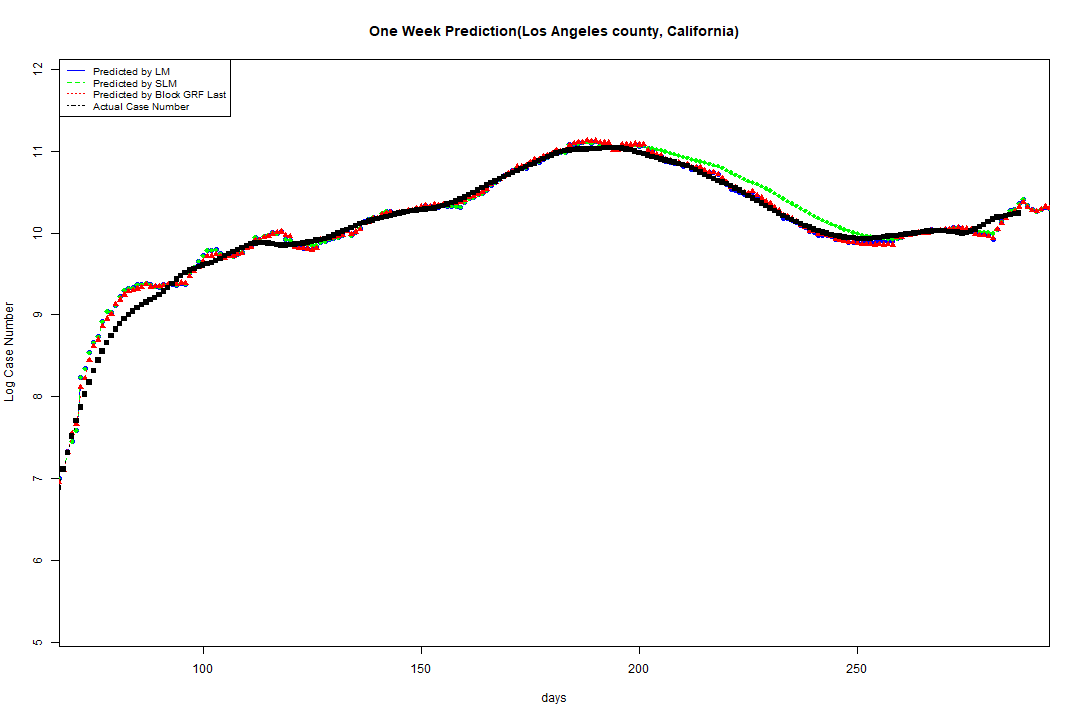 One Week Prediction(Los Angeles county, California)
Predicted by LM
Predicted by SLM
Predicted by Block GRF Last
Actual Case Number
12
11
10
9
8
7
6
5
Log Case Number
100 150 200 250
days